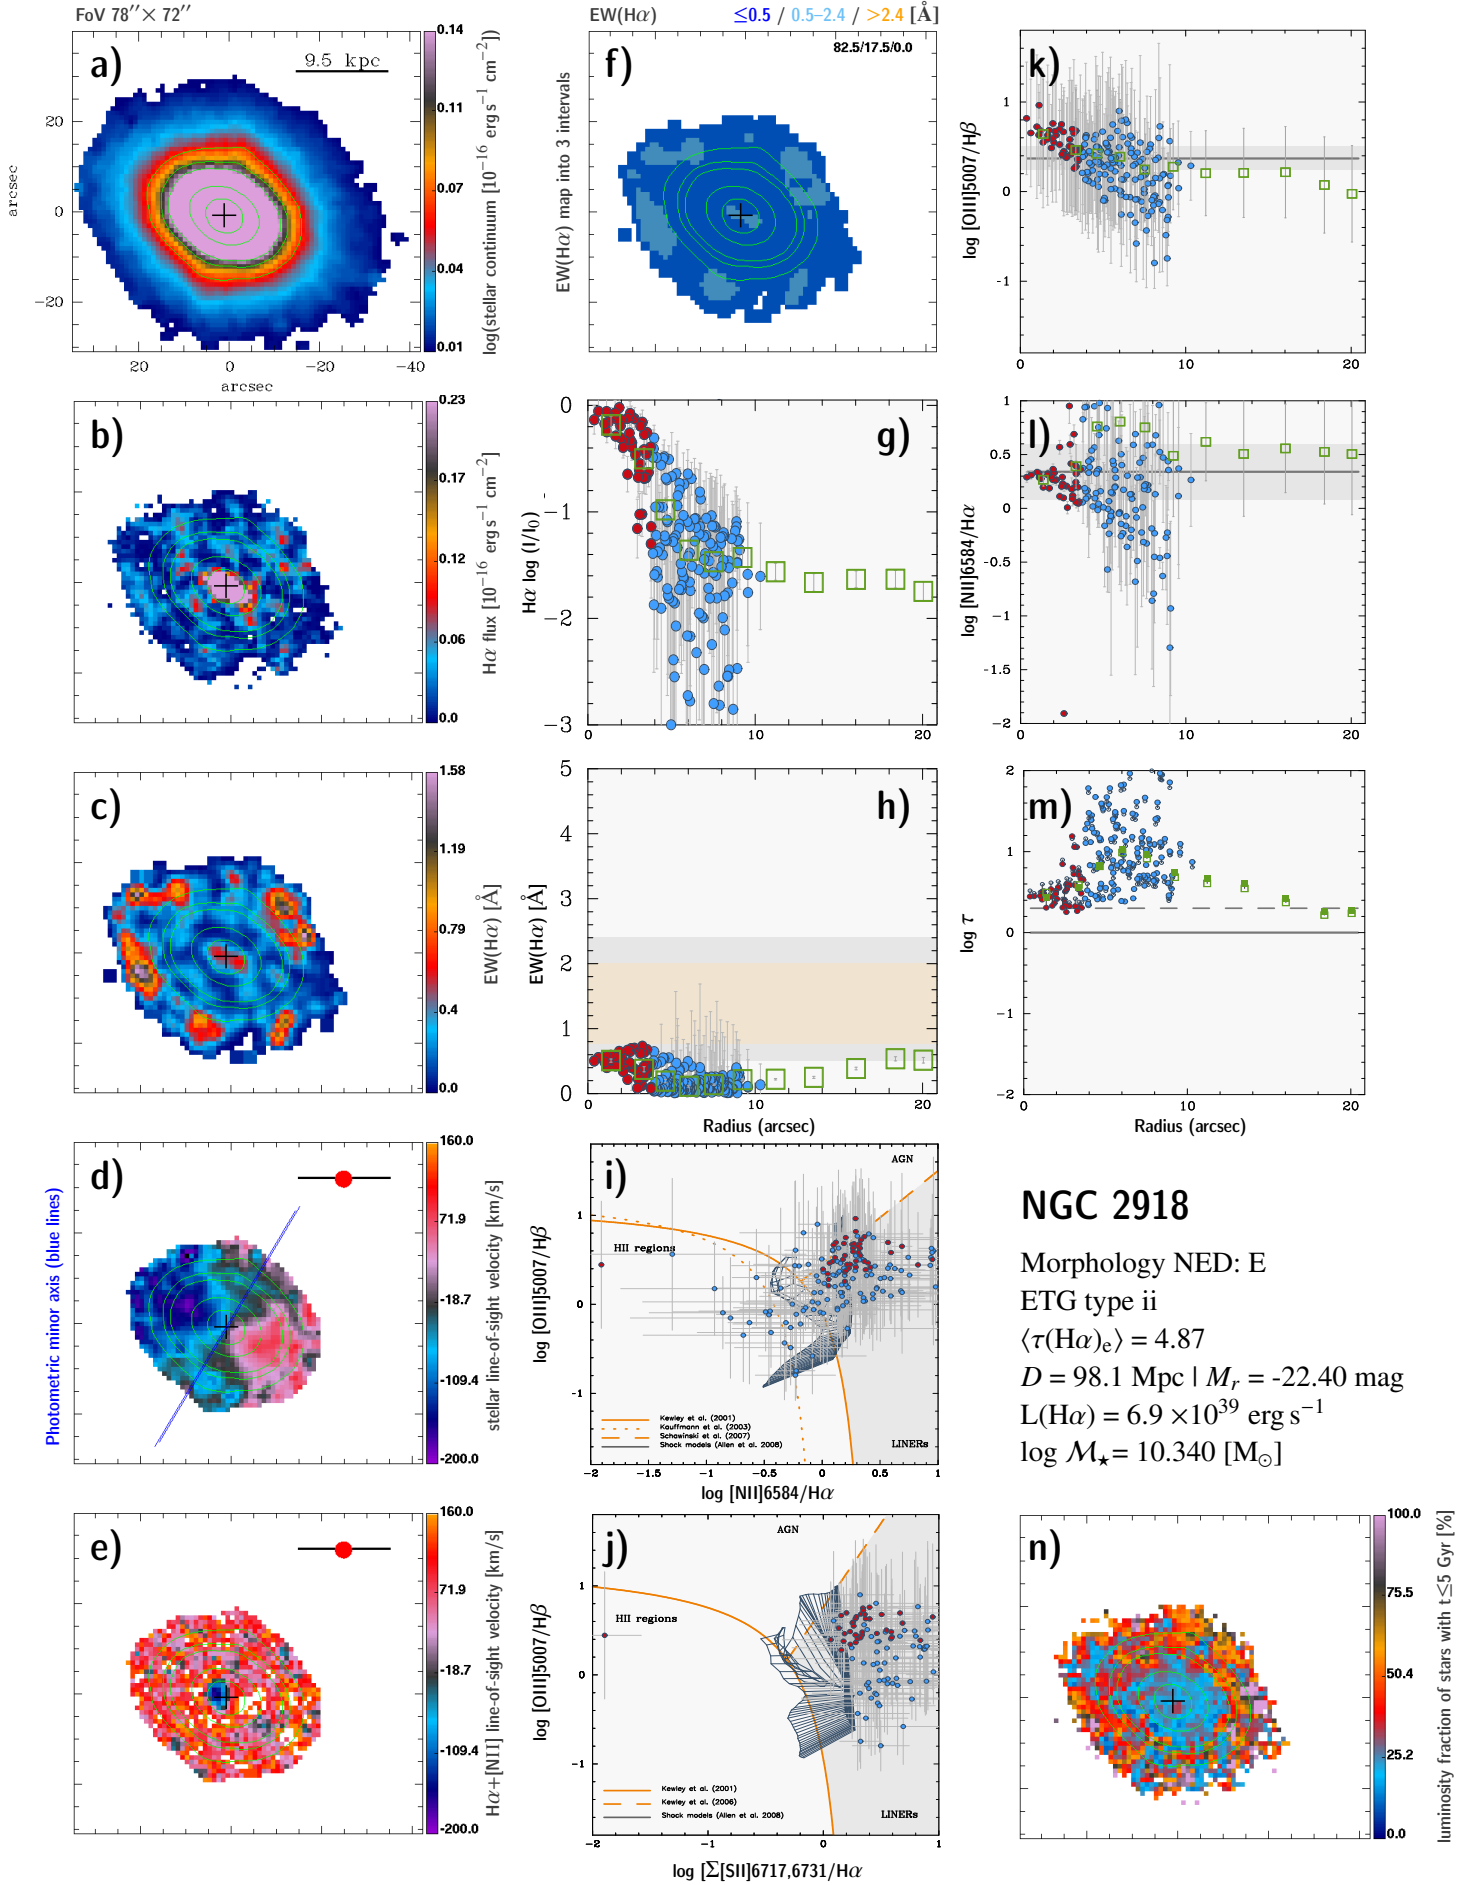 FoV 78′′× 72′′
a)
9.5 kpc
20
0
−20
arcsec
20
0
−20
−40
arcsec
0.14
0.11
0.07
0.04
0.01
log(stellar continuum [10−16 erg s−1 cm−2])
EW(Hα)
≤0.5 / 0.5–2.4 / >2.4 [Å]
f)
82.5/17.5/0.0
EW(Hα) map into 3 intervals
k)
log [OIII]5007/Hβ
1
0
−1
0
10
20
b)
0.23
0.17
0.12
0.06
0.0
Hα flux [10−16 erg s−1 cm−2]
g)
Hα log (I/I0)
0
−1
−2
−3
0
10
20
l)
log [NII]6584/Hα
1
0.5
0
−0.5
−1
−1.5
−2
0
10
20
c)
1.58
1.19
0.79
0.4
0.0
EW(Hα) [Å]
h)
EW(Hα) [Å]
5
4
3
2
1
0
0
10
20
Radius (arcsec)
m)
log τ
2
1
0
−1
−2
0
10
20
Radius (arcsec)
d)
Photometric minor axis (blue lines)
160.0
71.9
-18.7
-109.4
-200.0
stellar line-of-sight velocity [km/s]
i)
AGN
HII regions
LINERs
Kewley et al. (2001)
Kauffmann et al. (2003)
Schawinski et al. (2007)
Shock models (Allen et al. 2008)
log [OIII]5007/Hβ
1
0
−1
−2
−1
−0.5
0
0.5
1
log [NII]6584/Hα
NGC 2918
Morphology NED: E
ETG type ii
⟨τ(Hα)e⟩ = 4.87
D = 98.1 Mpc | Mr = -22.40 mag
L(Hα) = 6.9 ×10^39 erg s−1
log M⋆= 10.340 [M⊙]
e)
160.0
71.9
-18.7
-109.4
-200.0
Hα+[NII] line-of-sight velocity [km/s]
j)
AGN
HII regions
LINERs
Kewley et al. (2001)
Kewley et al. (2006)
Shock models (Allen et al. 2008)
log [OIII]5007/Hβ
1
0
−1
−2
−1
0
1
log [Σ[SII]6717,6731/Hα
n)
100.0
75.5
50.4
25.2
0.0
luminosity fraction of stars with t≤5 Gyr [%]